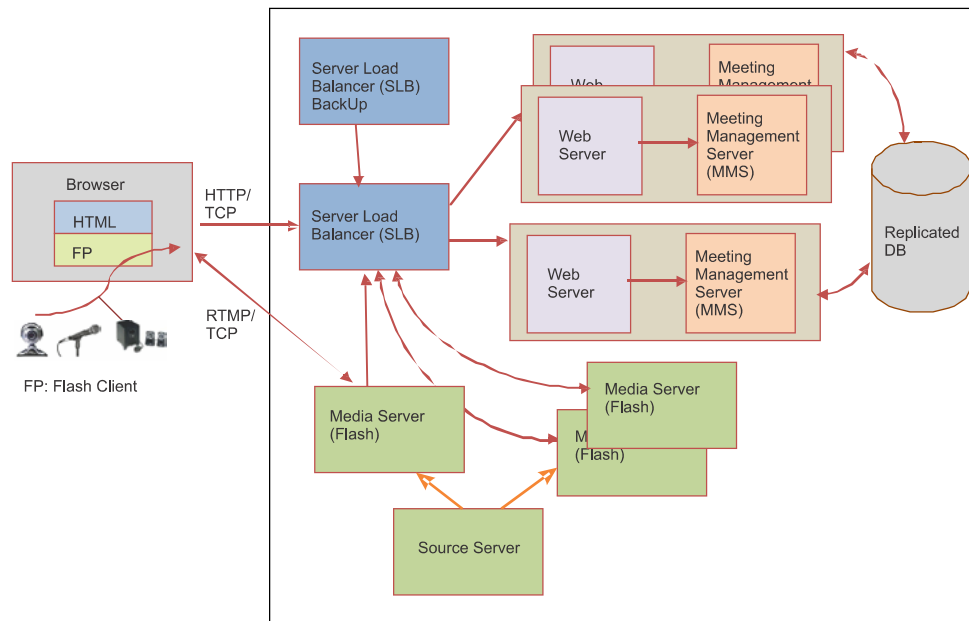 Server Load
Balancer (SLB)
BackUp
Web
Meeting
Management
Web
Server
Meeting
Management
Server
(MMS)
Browser
HTML
FP
HTTP/
TCP
Server Load
Balancer (SLB)
Replicated
DB
Web
Server
Meeting
Management
Server
(MMS)
RTMP/
TCP
FP: Flash Client
Media Server
(Flash)
Media Server
(Flash)
(Flash)
Source Server